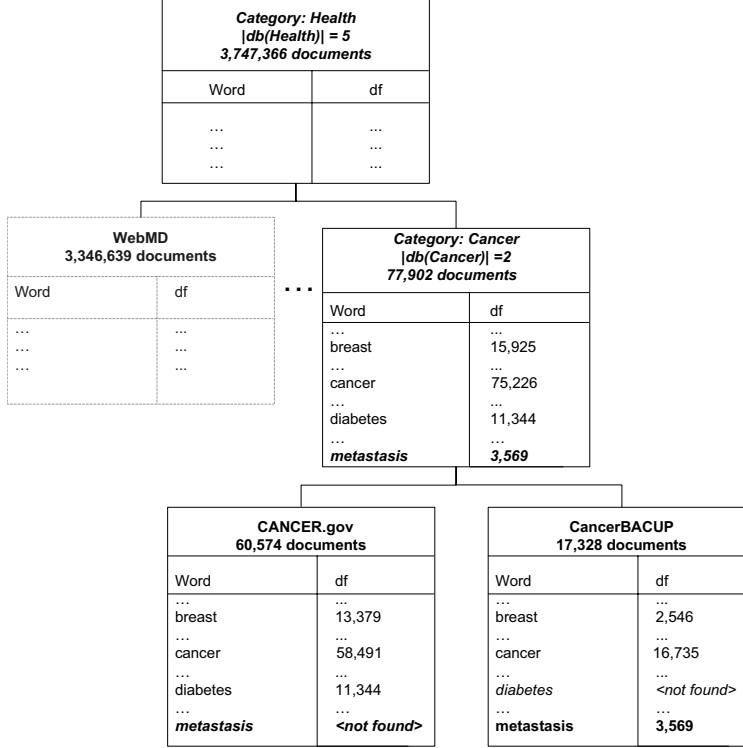 Category: Health
|db(Health)| = 5
3,747,366 documents
Word df
… ...
… ...
… ...
WebMD
3,346,639 documents
Word df
… ...
… ...
… ...
...
Category: Cancer
|db(Cancer)| =2
77,902 documents
Word df
… ...
breast 15,925
… ...
cancer 75,226
… ...
diabetes 11,344
… …
metastasis 3,569
CANCER.gov
60,574 documents
Word df
… ...
breast 13,379
… ...
cancer 58,491
… ...
diabetes 11,344
… …
metastasis <not found>
CancerBACUP
17,328 documents
Word df
… ...
breast 2,546
… ...
cancer 16,735
… ...
diabetes <not found>
… …
metastasis 3,569